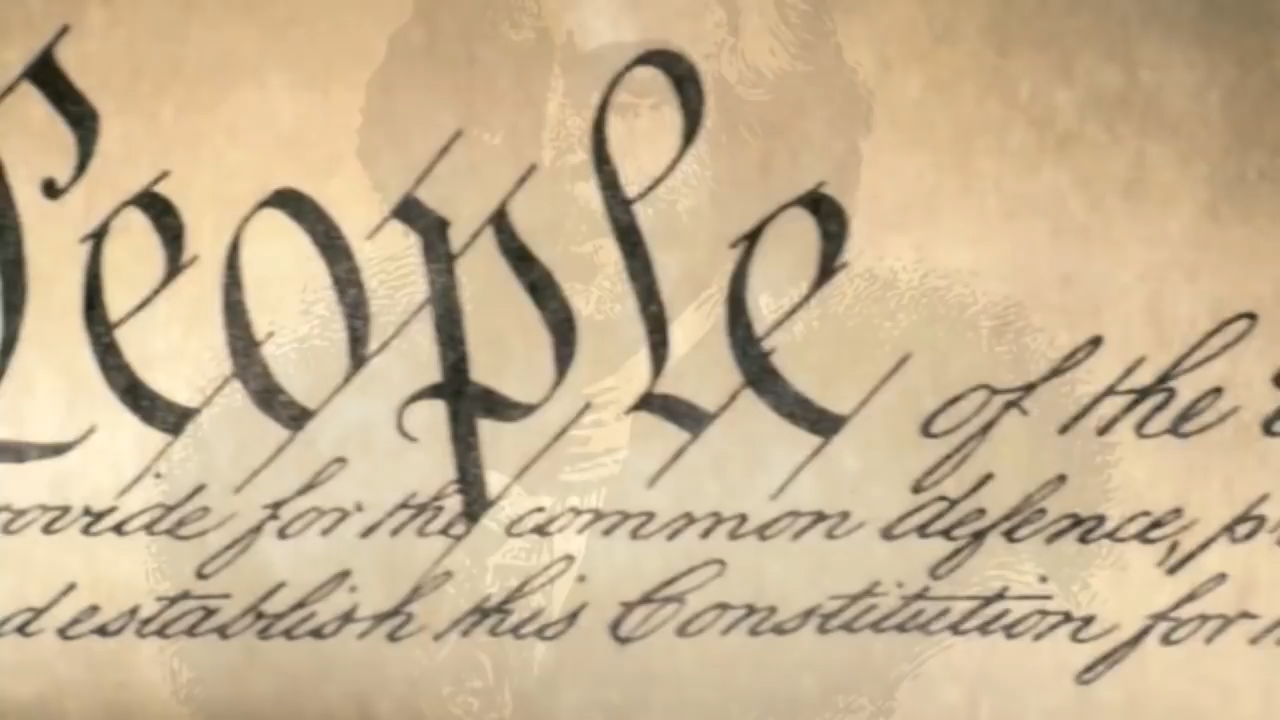 People of the
rovide for the common defence, p
d establish this Constitution for